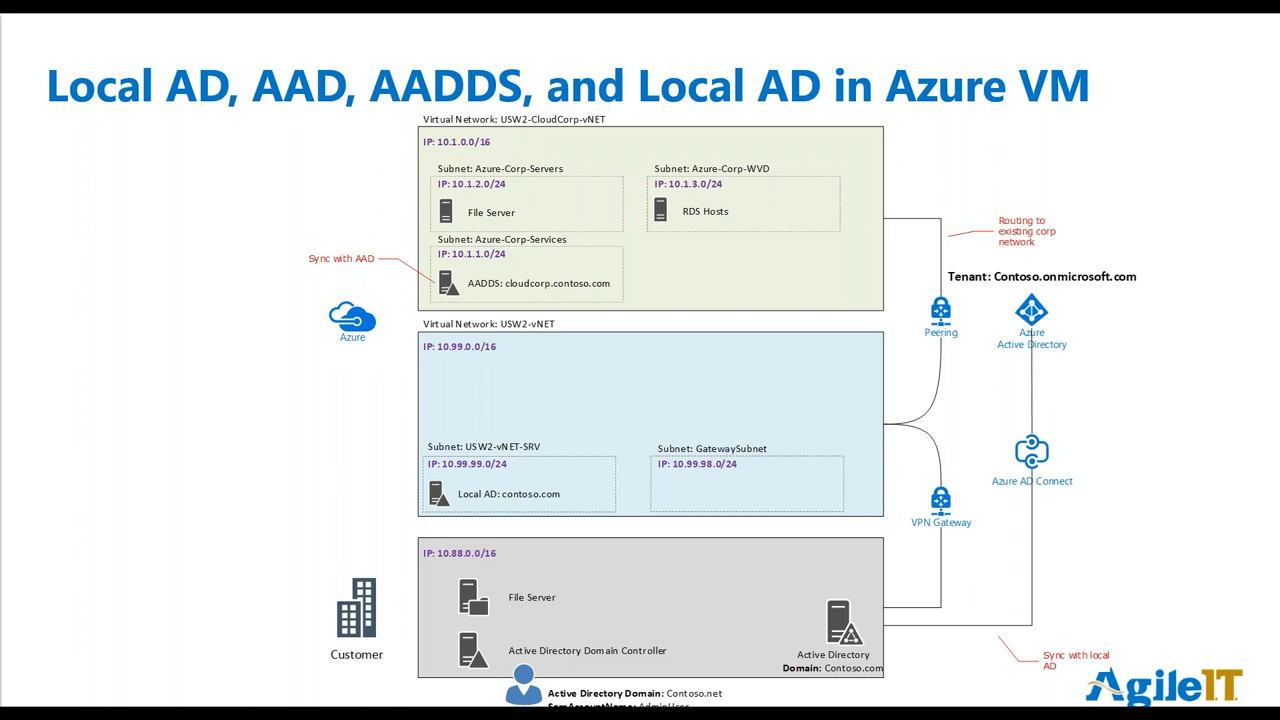 Local AD, AAD, AADDS, and Local AD in Azure VM
Virtual Network: USW2-CloudCorp-vNET
IP: 10.1.0.0/16
Subnet: Azure-Corp-Servers
IP: 10.1.2.0/24
File Server
Subnet: Azure-Corp-WVD
IP: 10.1.3.0/24
RDS Hosts
Subnet: Azure-Corp-Services
IP: 10.1.1.0/24
AADDS: cloudcorp.contoso.com
Sync with AAD
Routing to
existing corp
network
Tenant: Contoso.onmicrosoft.com
Azure
Peering
Azure
Active Directory
Virtual Network: USW2-vNET
IP: 10.99.0.0/16
Subnet: USW2-vNET-SRV
IP: 10.99.99.0/24
Local AD: contoso.com
Subnet: GatewaySubnet
IP: 10.99.98.0/24
Azure AD Connect
VPN Gateway
IP: 10.88.0.0/16
File Server
Active Directory Domain Controller
Customer
Active Directory
Domain: Contoso.com
Sync with local
AD
Active Directory Domain: Contoso.net
SamAccountName: AdminUser
AgileIT